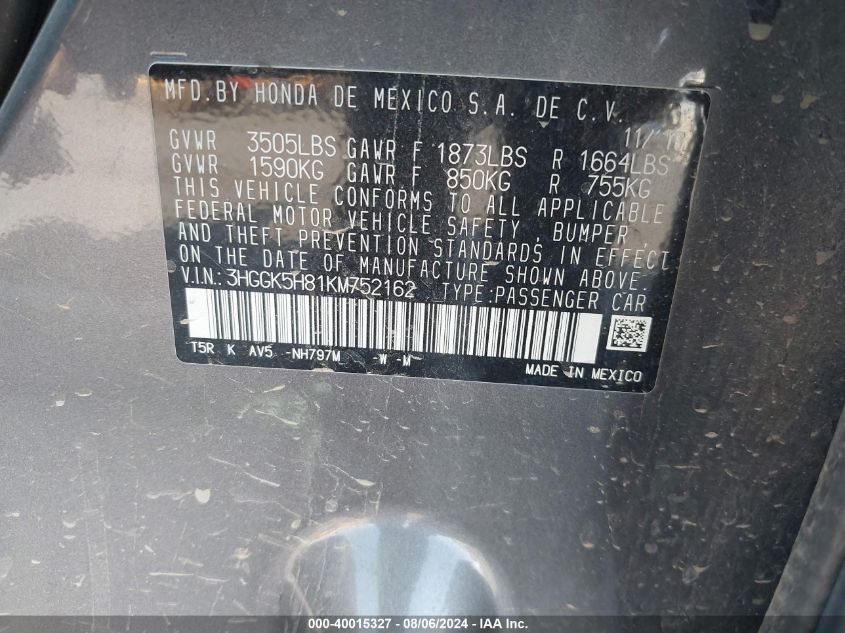 MFD. BY HONDA DE MEXICO S.A. DE C.V.
GVWR 3505LBS GAWR F 1873LBS R 1664LBS
GVWR 1590KG GAWR F 850KG R 755KG
THIS VEHICLE CONFORMS TO ALL APPLICABLE
FEDERAL MOTOR VEHICLE SAFETY, BUMPER,
AND THEFT PREVENTION STANDARDS IN EFFECT
ON THE DATE OF MANUFACTURE SHOWN ABOVE.
V.I.N.: 3HGGK5H81KM752162 TYPE: PASSENGER CAR
T5R K AV5 -NH797M -W -M-
MADE IN MEXICO
000-40015327 - 08/06/2024 - IAA Inc.